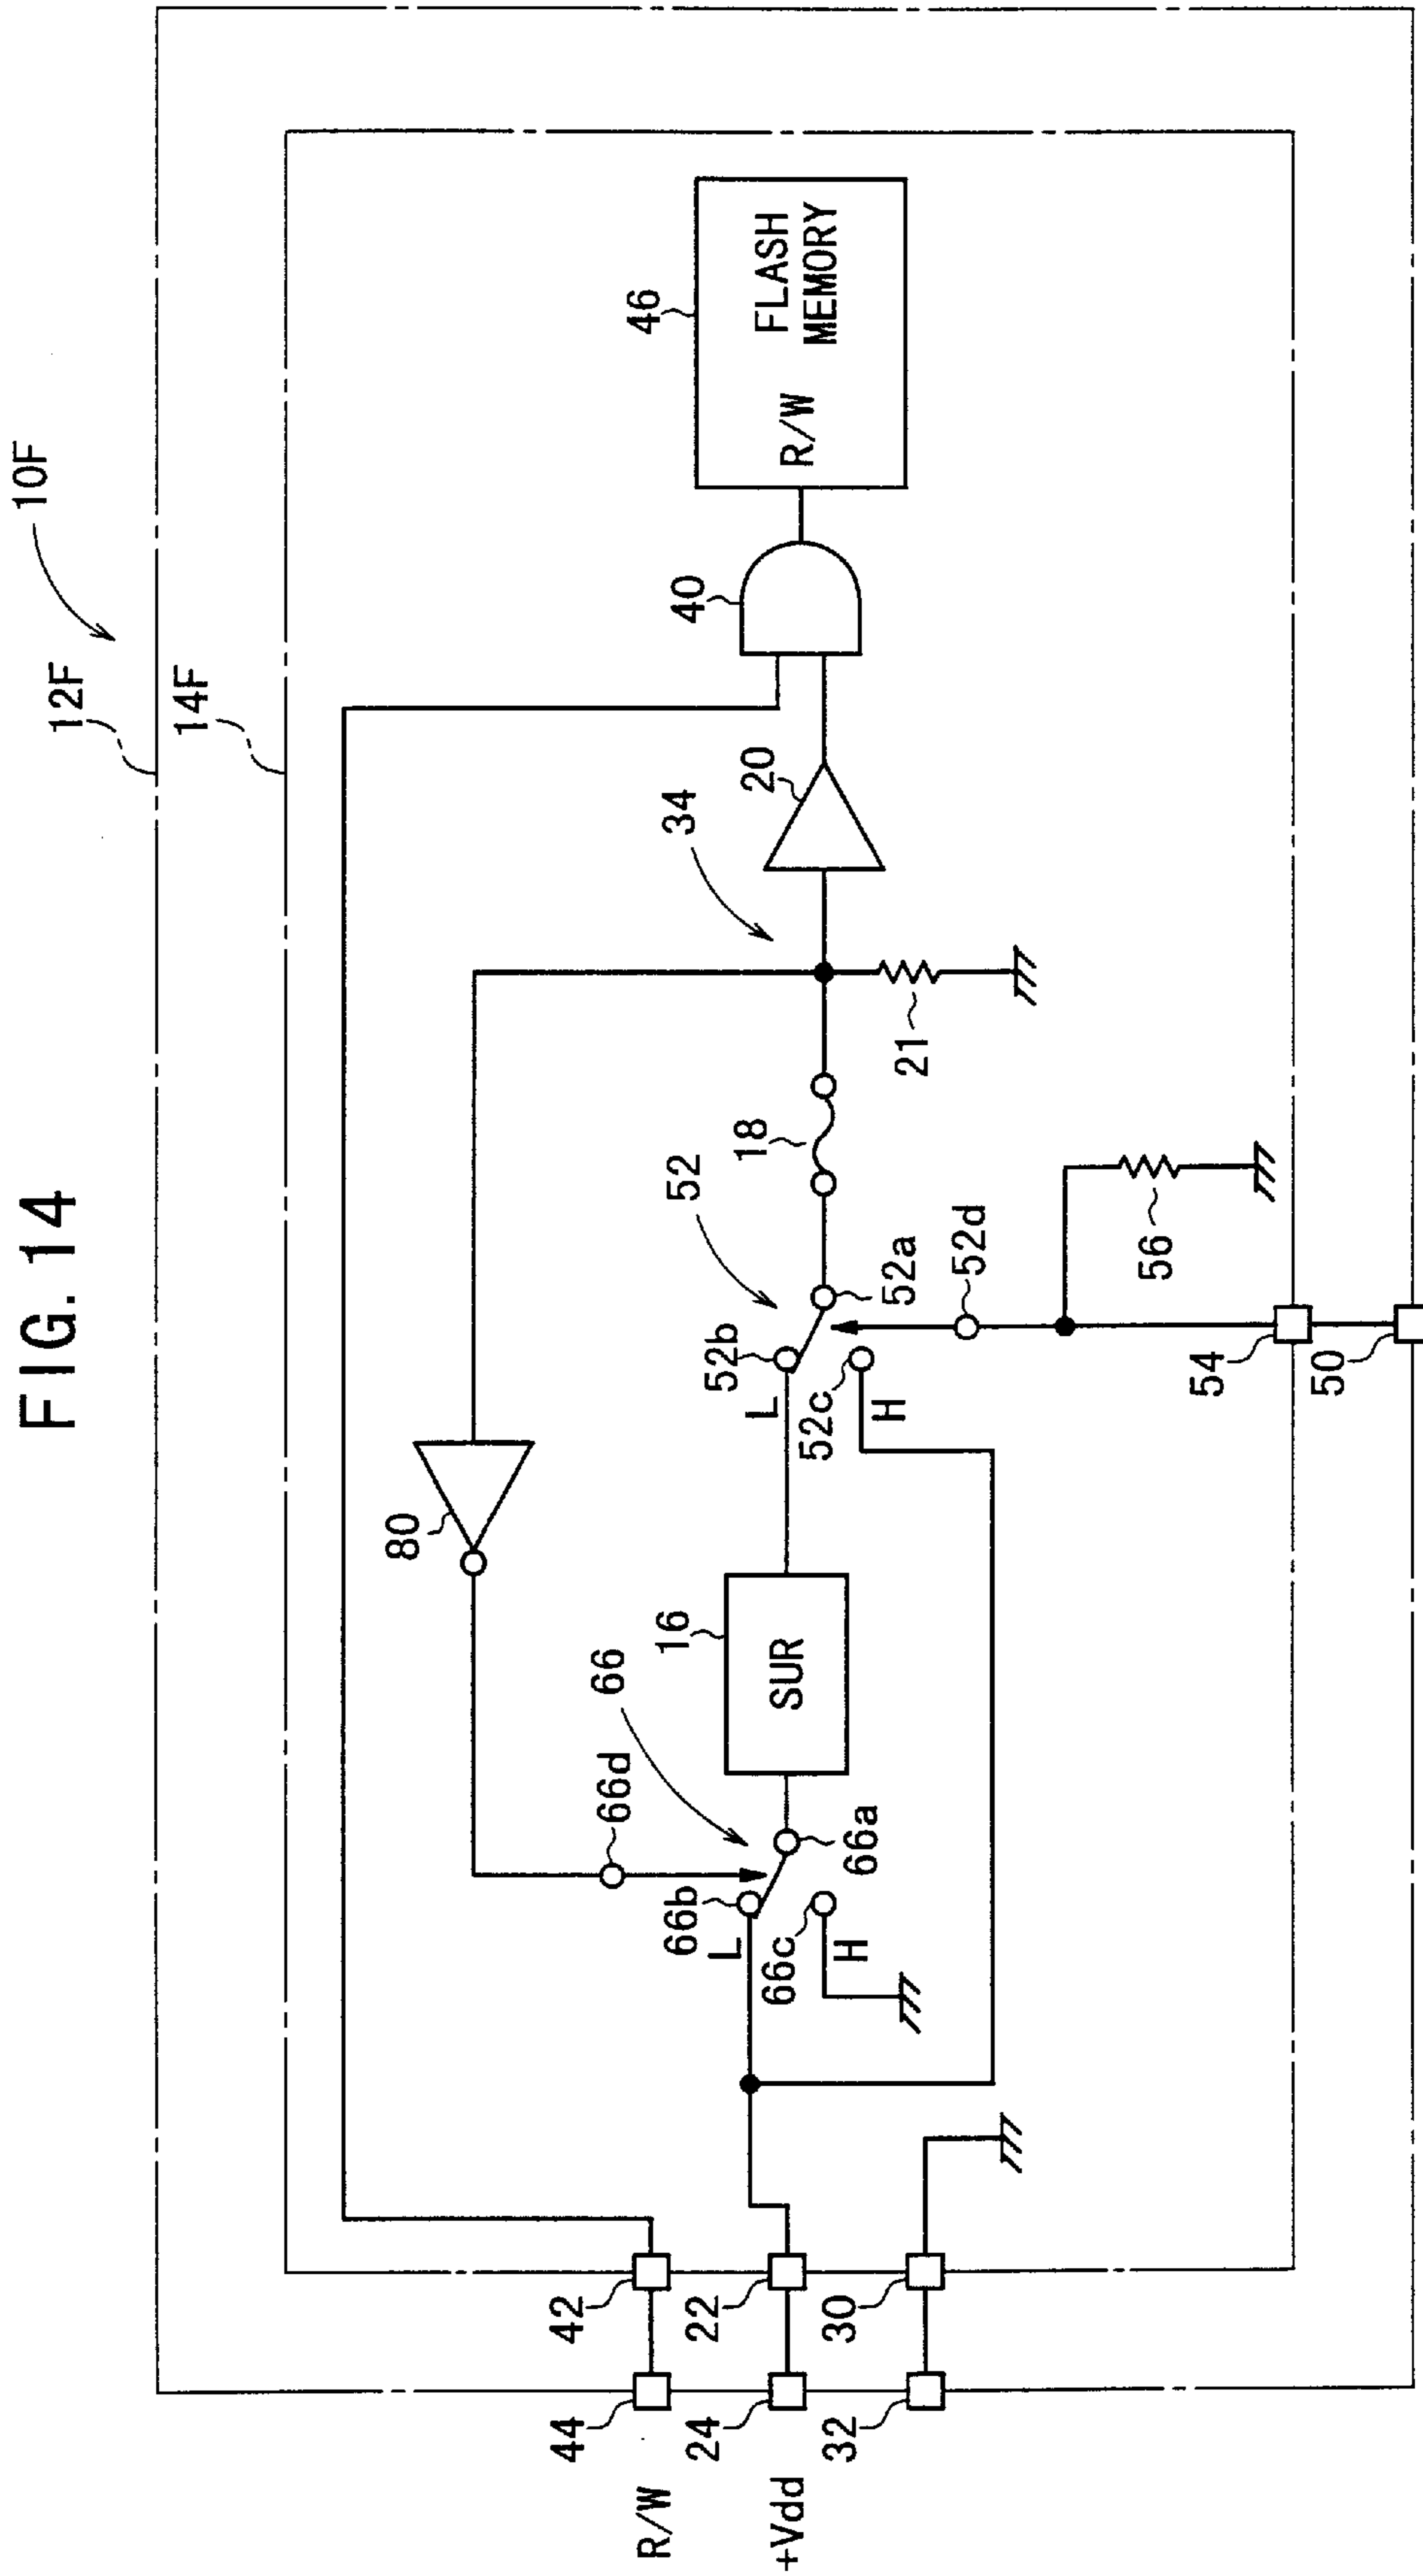 FIG. 14
10F
12F
14F
46
FLASH
MEMORY
R/W
40
20
34
21
18
52
52a
52b
52c
52d
L
H
56
54
50
80
16
SUR
66
66a
66b
66c
66d
L
H
42
22
30
44
24
32
R/W
+Vdd